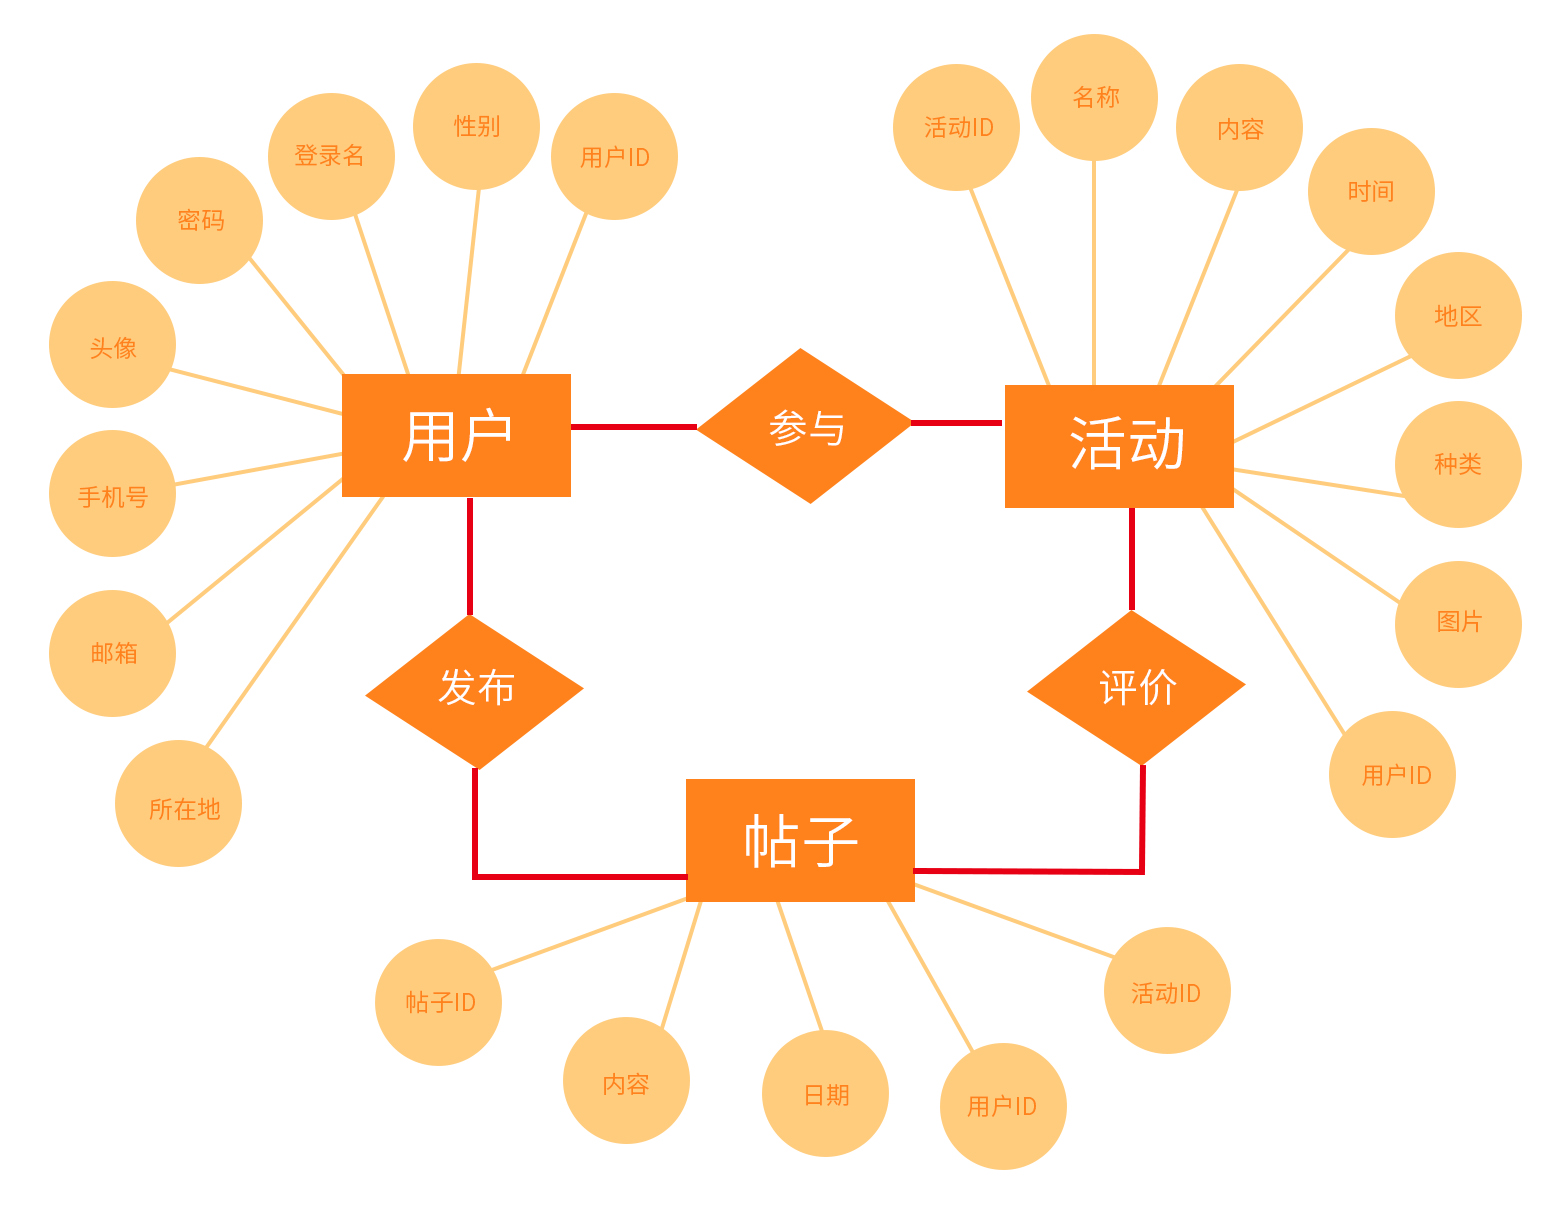 名称
性别
活动ID
内容
登录名
用户ID
时间
密码
地区
头像
用户
参与
活动
种类
手机号
图片
邮箱
发布
评价
用户ID
所在地
帖子
帖子ID
活动ID
内容
日期
用户ID